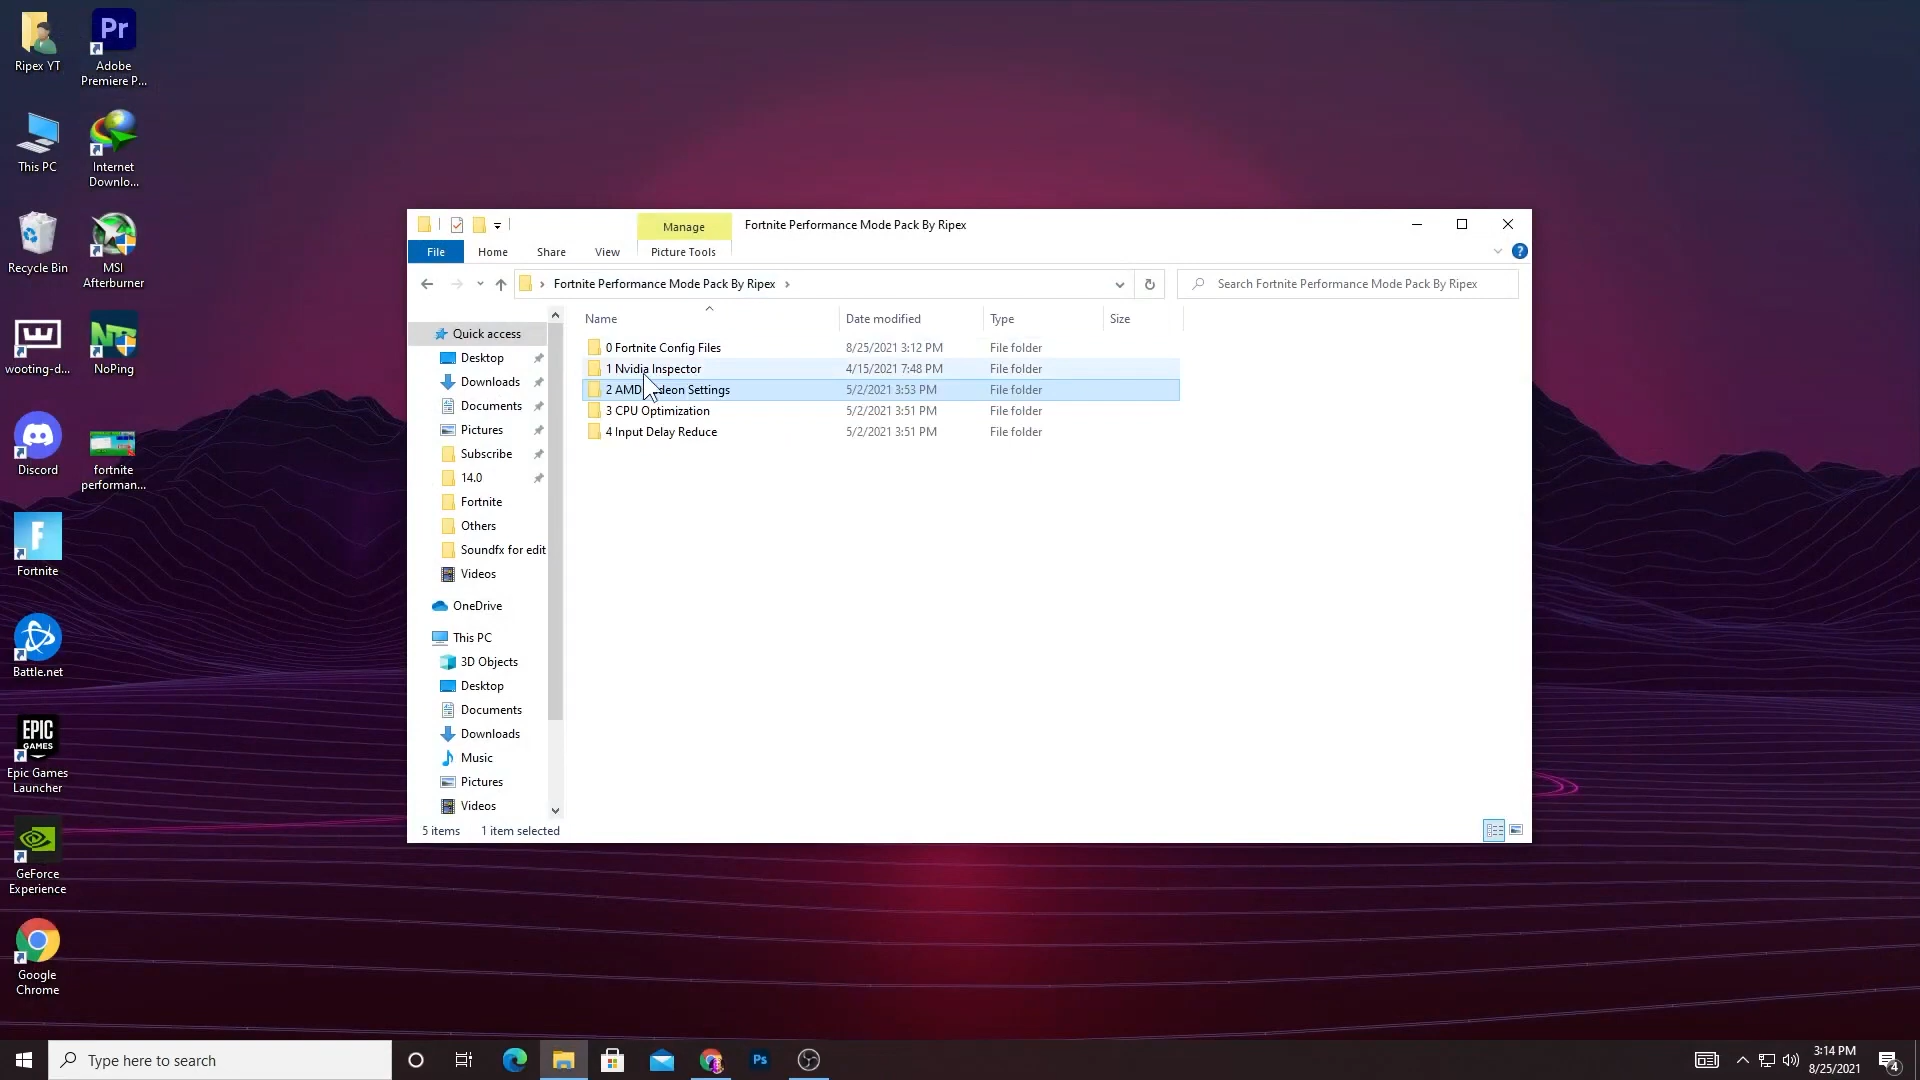 Ripex YT
Pr
Adobe
Premiere P...
This PC
Internet
Downlo...
Recycle Bin
MSI
Afterburner
wooting-d...
NoPing
Discord
fortnite
performan...
Fortnite
Battle.net
EPIC
GAMES
Epic Games
Launcher
GeForce
Experience
Google
Chrome
Manage
Fortnite Performance Mode Pack By Ripex
File
Home
Share
View
Picture Tools
Fortnite Performance Mode Pack By Ripex
Search Fortnite Performance Mode Pack By Ripex
Name
Date modified
Type
Size
0 Fortnite Config Files 8/25/2021 3:12 PM File folder
1 Nvidia Inspector 4/15/2021 7:48 PM File folder
2 AMD Radeon Settings 5/2/2021 3:53 PM File folder
3 CPU Optimization 5/2/2021 3:51 PM File folder
4 Input Delay Reduce 5/2/2021 3:51 PM File folder
Quick access
Desktop
Downloads
Documents
Pictures
Subscribe
14.0
Fortnite
Others
Soundfx for edit
Videos
OneDrive
This PC
3D Objects
Desktop
Documents
Downloads
Music
Pictures
Videos
5 items 1 item selected
Type here to search
Ps
3:14 PM
8/25/2021
4